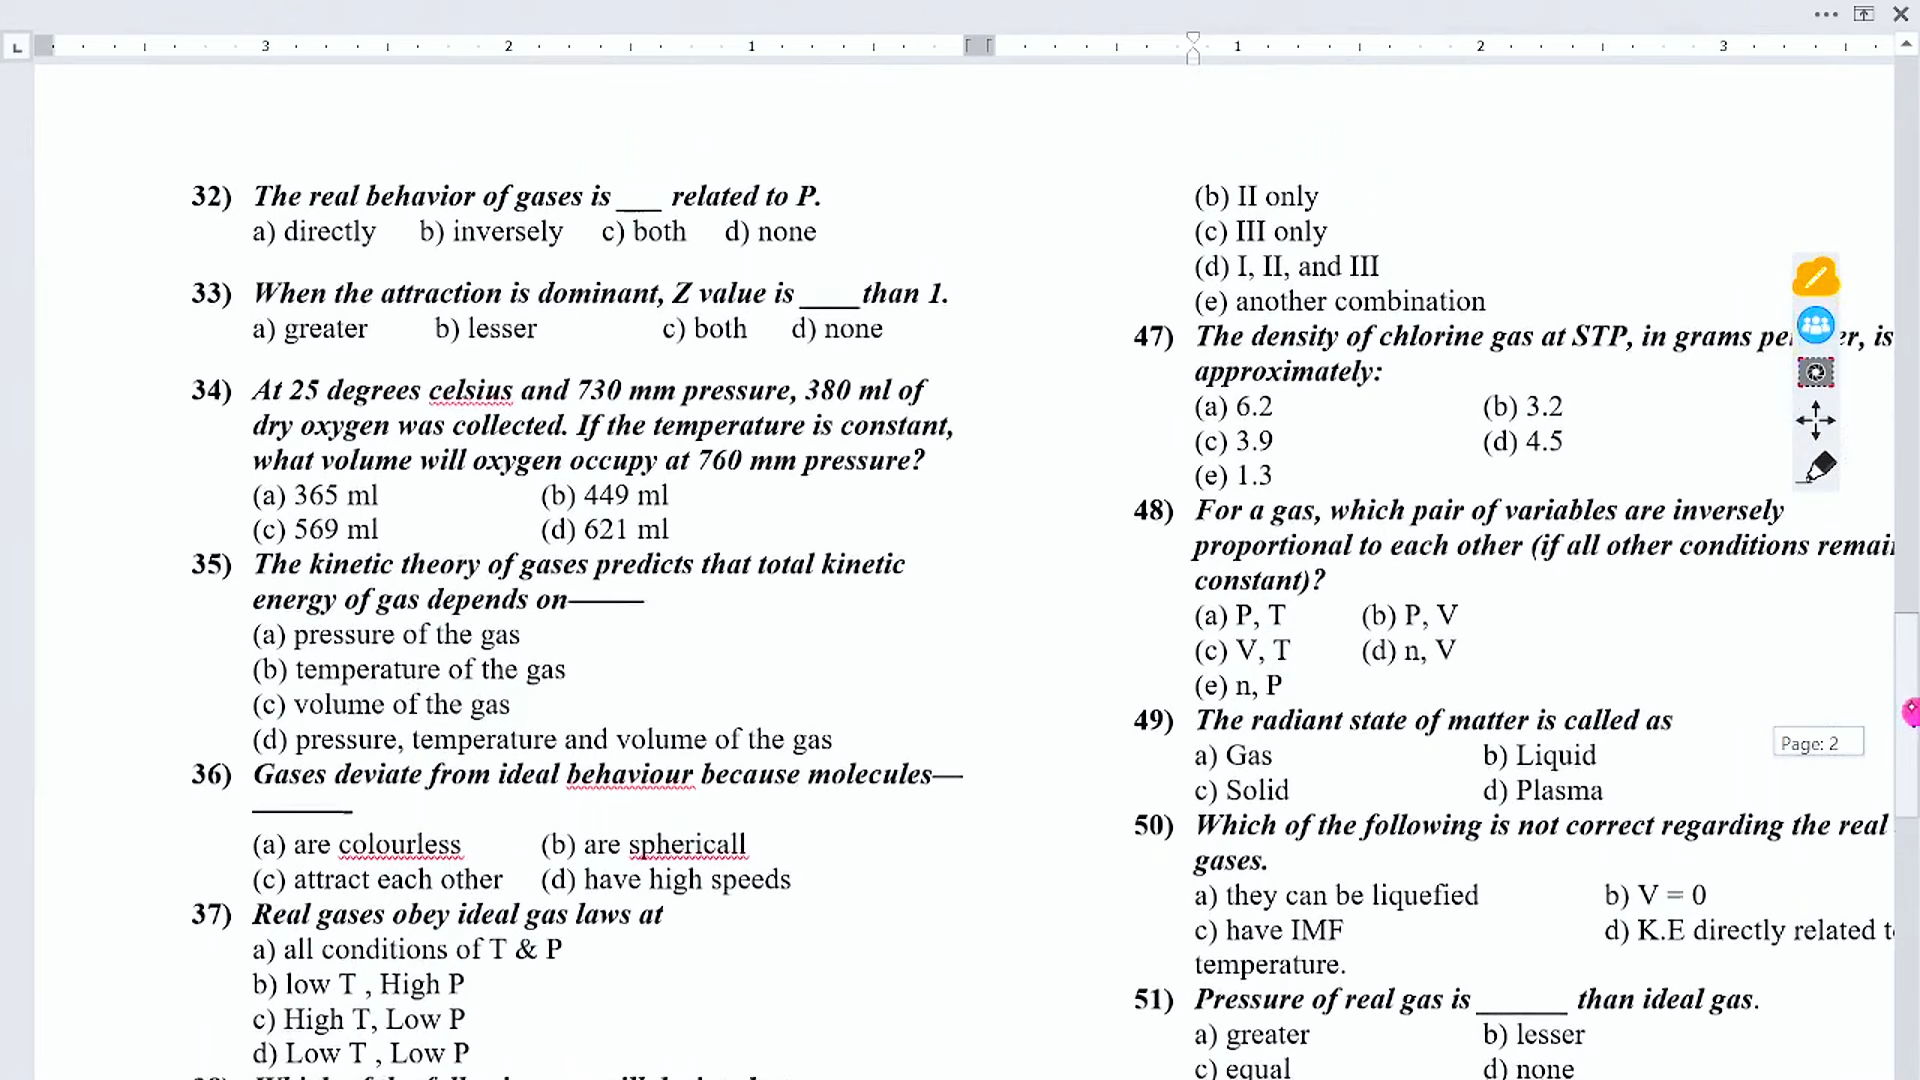 3 2 1 1 2 3
32) The real behavior of gases is ___ related to P.
a) directly b) inversely c) both d) none
33) When the attraction is dominant, Z value is ____than 1.
a) greater b) lesser c) both d) none
34) At 25 degrees celsius and 730 mm pressure, 380 ml of
dry oxygen was collected. If the temperature is constant,
what volume will oxygen occupy at 760 mm pressure?
(a) 365 ml (b) 449 ml
(c) 569 ml (d) 621 ml
35) The kinetic theory of gases predicts that total kinetic
energy of gas depends on———
(a) pressure of the gas
(b) temperature of the gas
(c) volume of the gas
(d) pressure, temperature and volume of the gas
36) Gases deviate from ideal behaviour because molecules—
———
(a) are colourless (b) are sphericall
(c) attract each other (d) have high speeds
37) Real gases obey ideal gas laws at
a) all conditions of T & P
b) low T , High P
c) High T, Low P
d) Low T , Low P
(b) II only
(c) III only
(d) I, II, and III
(e) another combination
47) The density of chlorine gas at STP, in grams pe er, is
approximately:
(a) 6.2 (b) 3.2
(c) 3.9 (d) 4.5
(e) 1.3
48) For a gas, which pair of variables are inversely
proportional to each other (if all other conditions remai
constant)?
(a) P, T (b) P, V
(c) V, T (d) n, V
(e) n, P
49) The radiant state of matter is called as
a) Gas b) Liquid
c) Solid d) Plasma
50) Which of the following is not correct regarding the real
gases.
a) they can be liquefied b) V = 0
c) have IMF d) K.E directly related t
temperature.
51) Pressure of real gas is ______ than ideal gas.
a) greater b) lesser
c) equal d) none
Page: 2